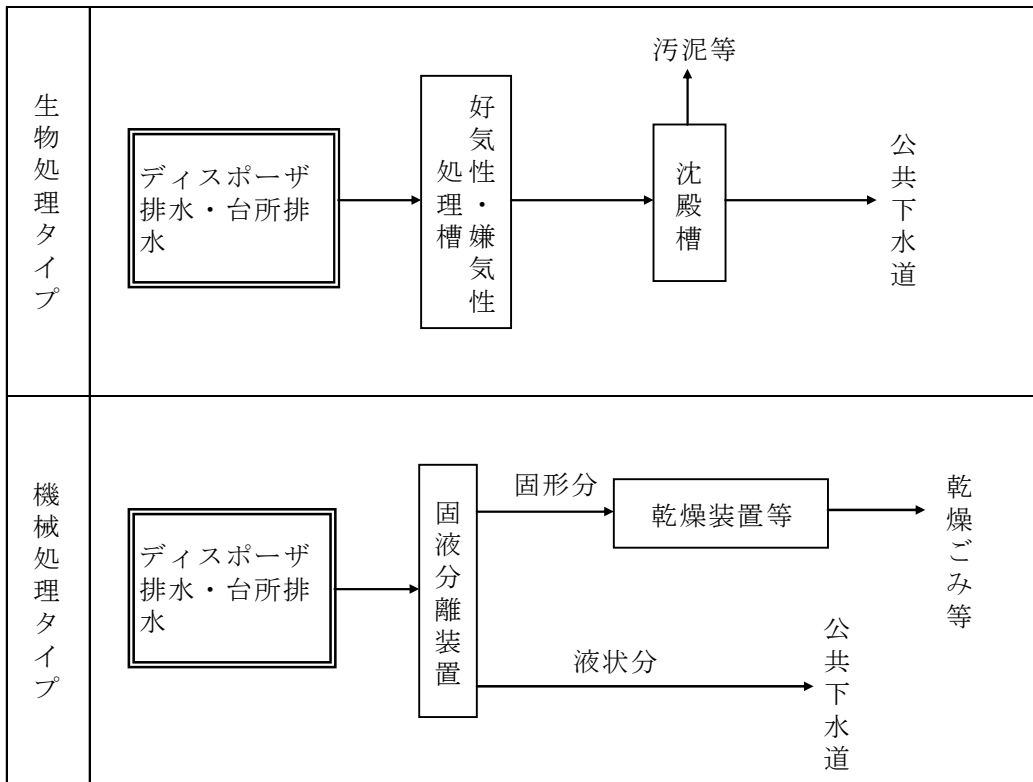 生物処理タイプ
ディスポーザ
排水・台所排
水
好気性・嫌気性
処理槽
汚泥等
沈殿槽
公共下水道
機械処理タイプ
ディスポーザ
排水・台所排
水
固液分離装置
固形分
乾燥装置等
乾燥ごみ等
液状分
公共下水道